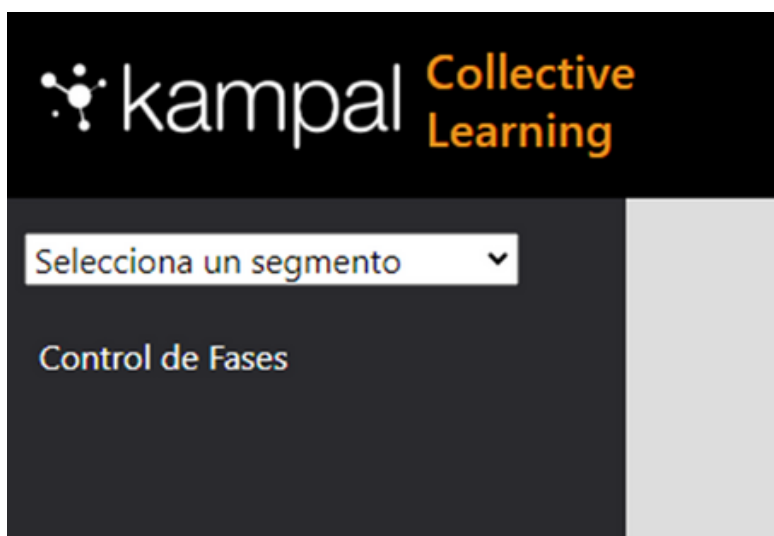 kampal Collective
Learning
Selecciona un segmento
Control de Fases